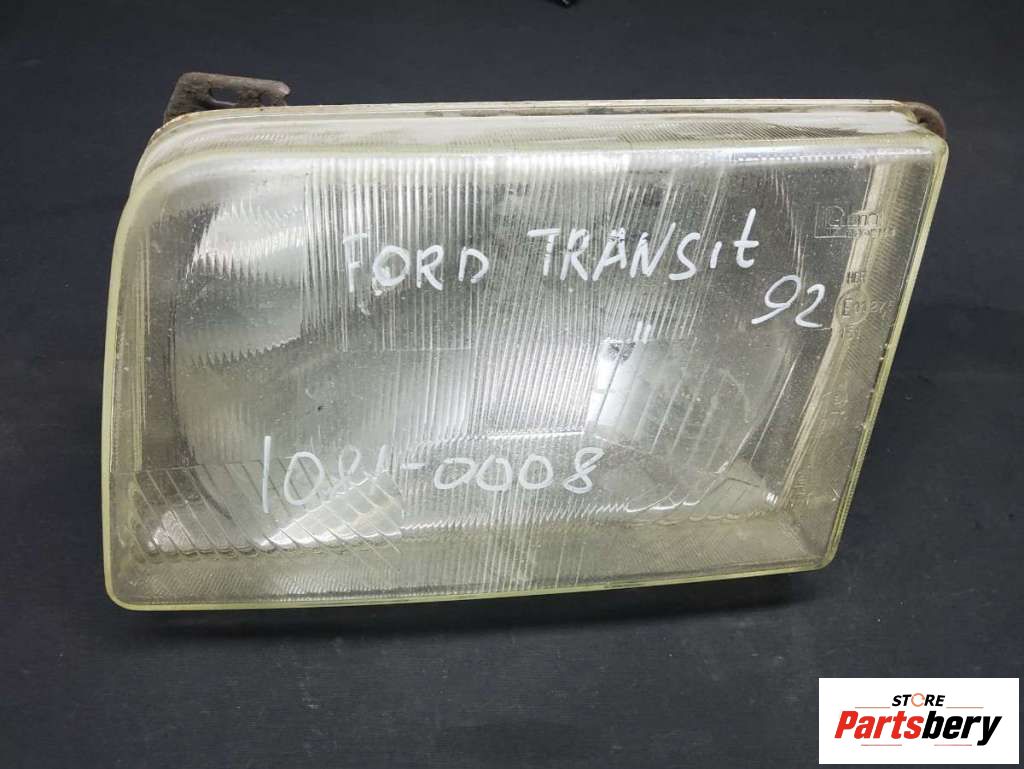 FORD TRANSit
92
1081-0008
STORE
Partsbery